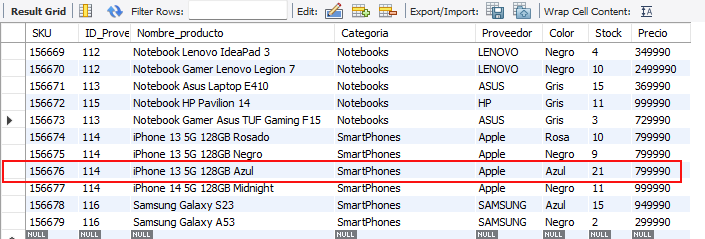 Result Grid Filter Rows: Edit: Export/Import: Wrap Cell Content: IA
SKU ID_Prove Nombre_producto Categoria Proveedor Color Stock Precio
156669 112 Notebook Lenovo IdeaPad 3 Notebooks LENOVO Negro 4 349990
156670 112 Notebook Gamer Lenovo Legion 7 Notebooks LENOVO Negro 10 2499990
156671 113 Notebook Asus Laptop E410 Notebooks ASUS Gris 15 369990
156672 115 Notebook HP Pavilion 14 Notebooks HP Gris 11 999990
156673 113 Notebook Gamer Asus TUF Gaming F15 Notebooks ASUS Gris 3 729990
156674 114 iPhone 13 5G 128GB Rosado SmartPhones Apple Rosa 10 799990
156675 114 iPhone 13 5G 128GB Negro SmartPhones Apple Negro 9 799990
156676 114 iPhone 13 5G 128GB Azul SmartPhones Apple Azul 21 799990
156677 114 iPhone 14 5G 128GB Midnight SmartPhones Apple Negro 11 999990
156678 116 Samsung Galaxy S23 SmartPhones SAMSUNG Azul 15 949990
156679 116 Samsung Galaxy A53 SmartPhones SAMSUNG Negro 2 299990
NULL NULL NULL NULL NULL NULL NULL NULL